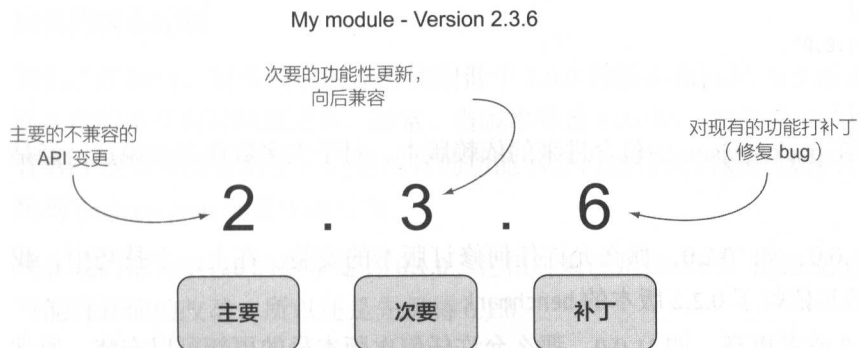 My module - Version 2.3.6
次要的功能性更新，
向后兼容
主要的不兼容的
API 变更
对现有的功能打补丁
（修复 bug）
2 . 3 . 6
主要 次要 补丁